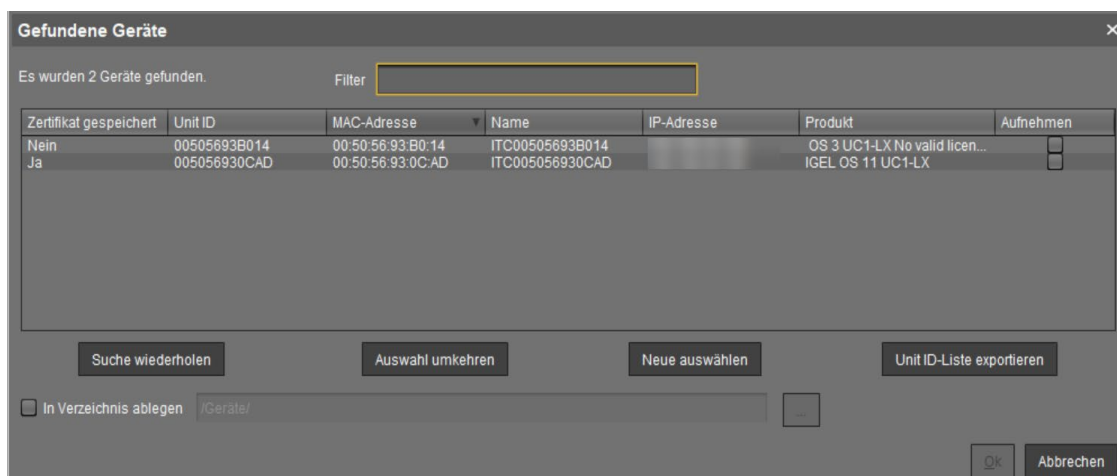 Gefundene Geräte
Es wurden 2 Geräte gefunden. Filter
Zertifikat gespeichert Unit ID MAC-Adresse Name IP-Adresse Produkt Aufnehmen
Nein 00505693B014 00:50:56:93:B0:14 ITC00505693B014 OS 3 UC1-LX No valid licen...
Ja 005056930CAD 00:50:56:93:0C:AD ITC005056930CAD IGEL OS 11 UC1-LX
Suche wiederholen Auswahl umkehren Neue auswählen Unit ID-Liste exportieren
In Verzeichnis ablegen /Geräte/ ...
Ok Abbrechen